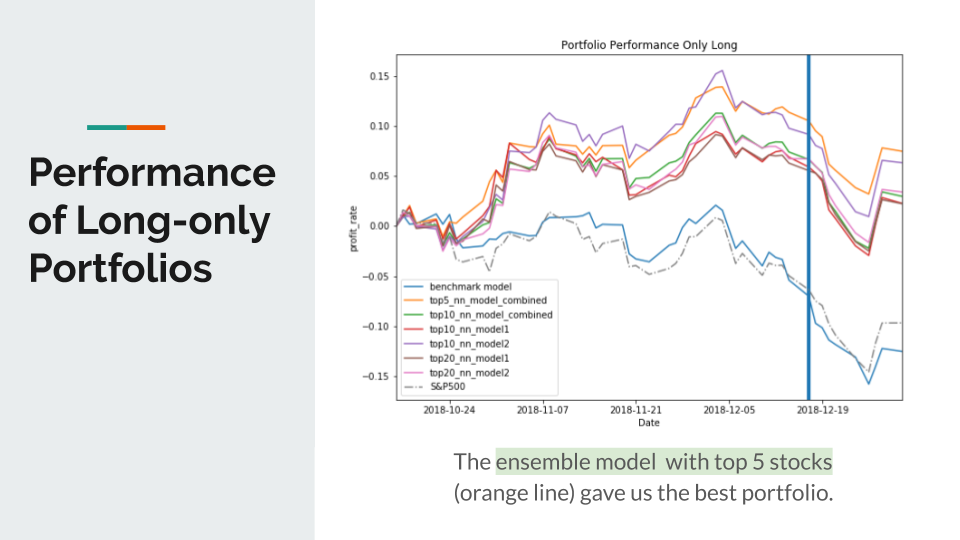 Performance
of Long-only
Portfolios
Portfolio Performance Only Long
profit_rate
0.15
0.10
0.05
0.00
−0.05
−0.10
−0.15
benchmark model
top5_nn_model_combined
top10_nn_model_combined
top10_nn_model1
top10_nn_model2
top20_nn_model1
top20_nn_model2
S&P500
2018-10-24 2018-11-07 2018-11-21 2018-12-05 2018-12-19
Date
The ensemble model with top 5 stocks
(orange line) gave us the best portfolio.